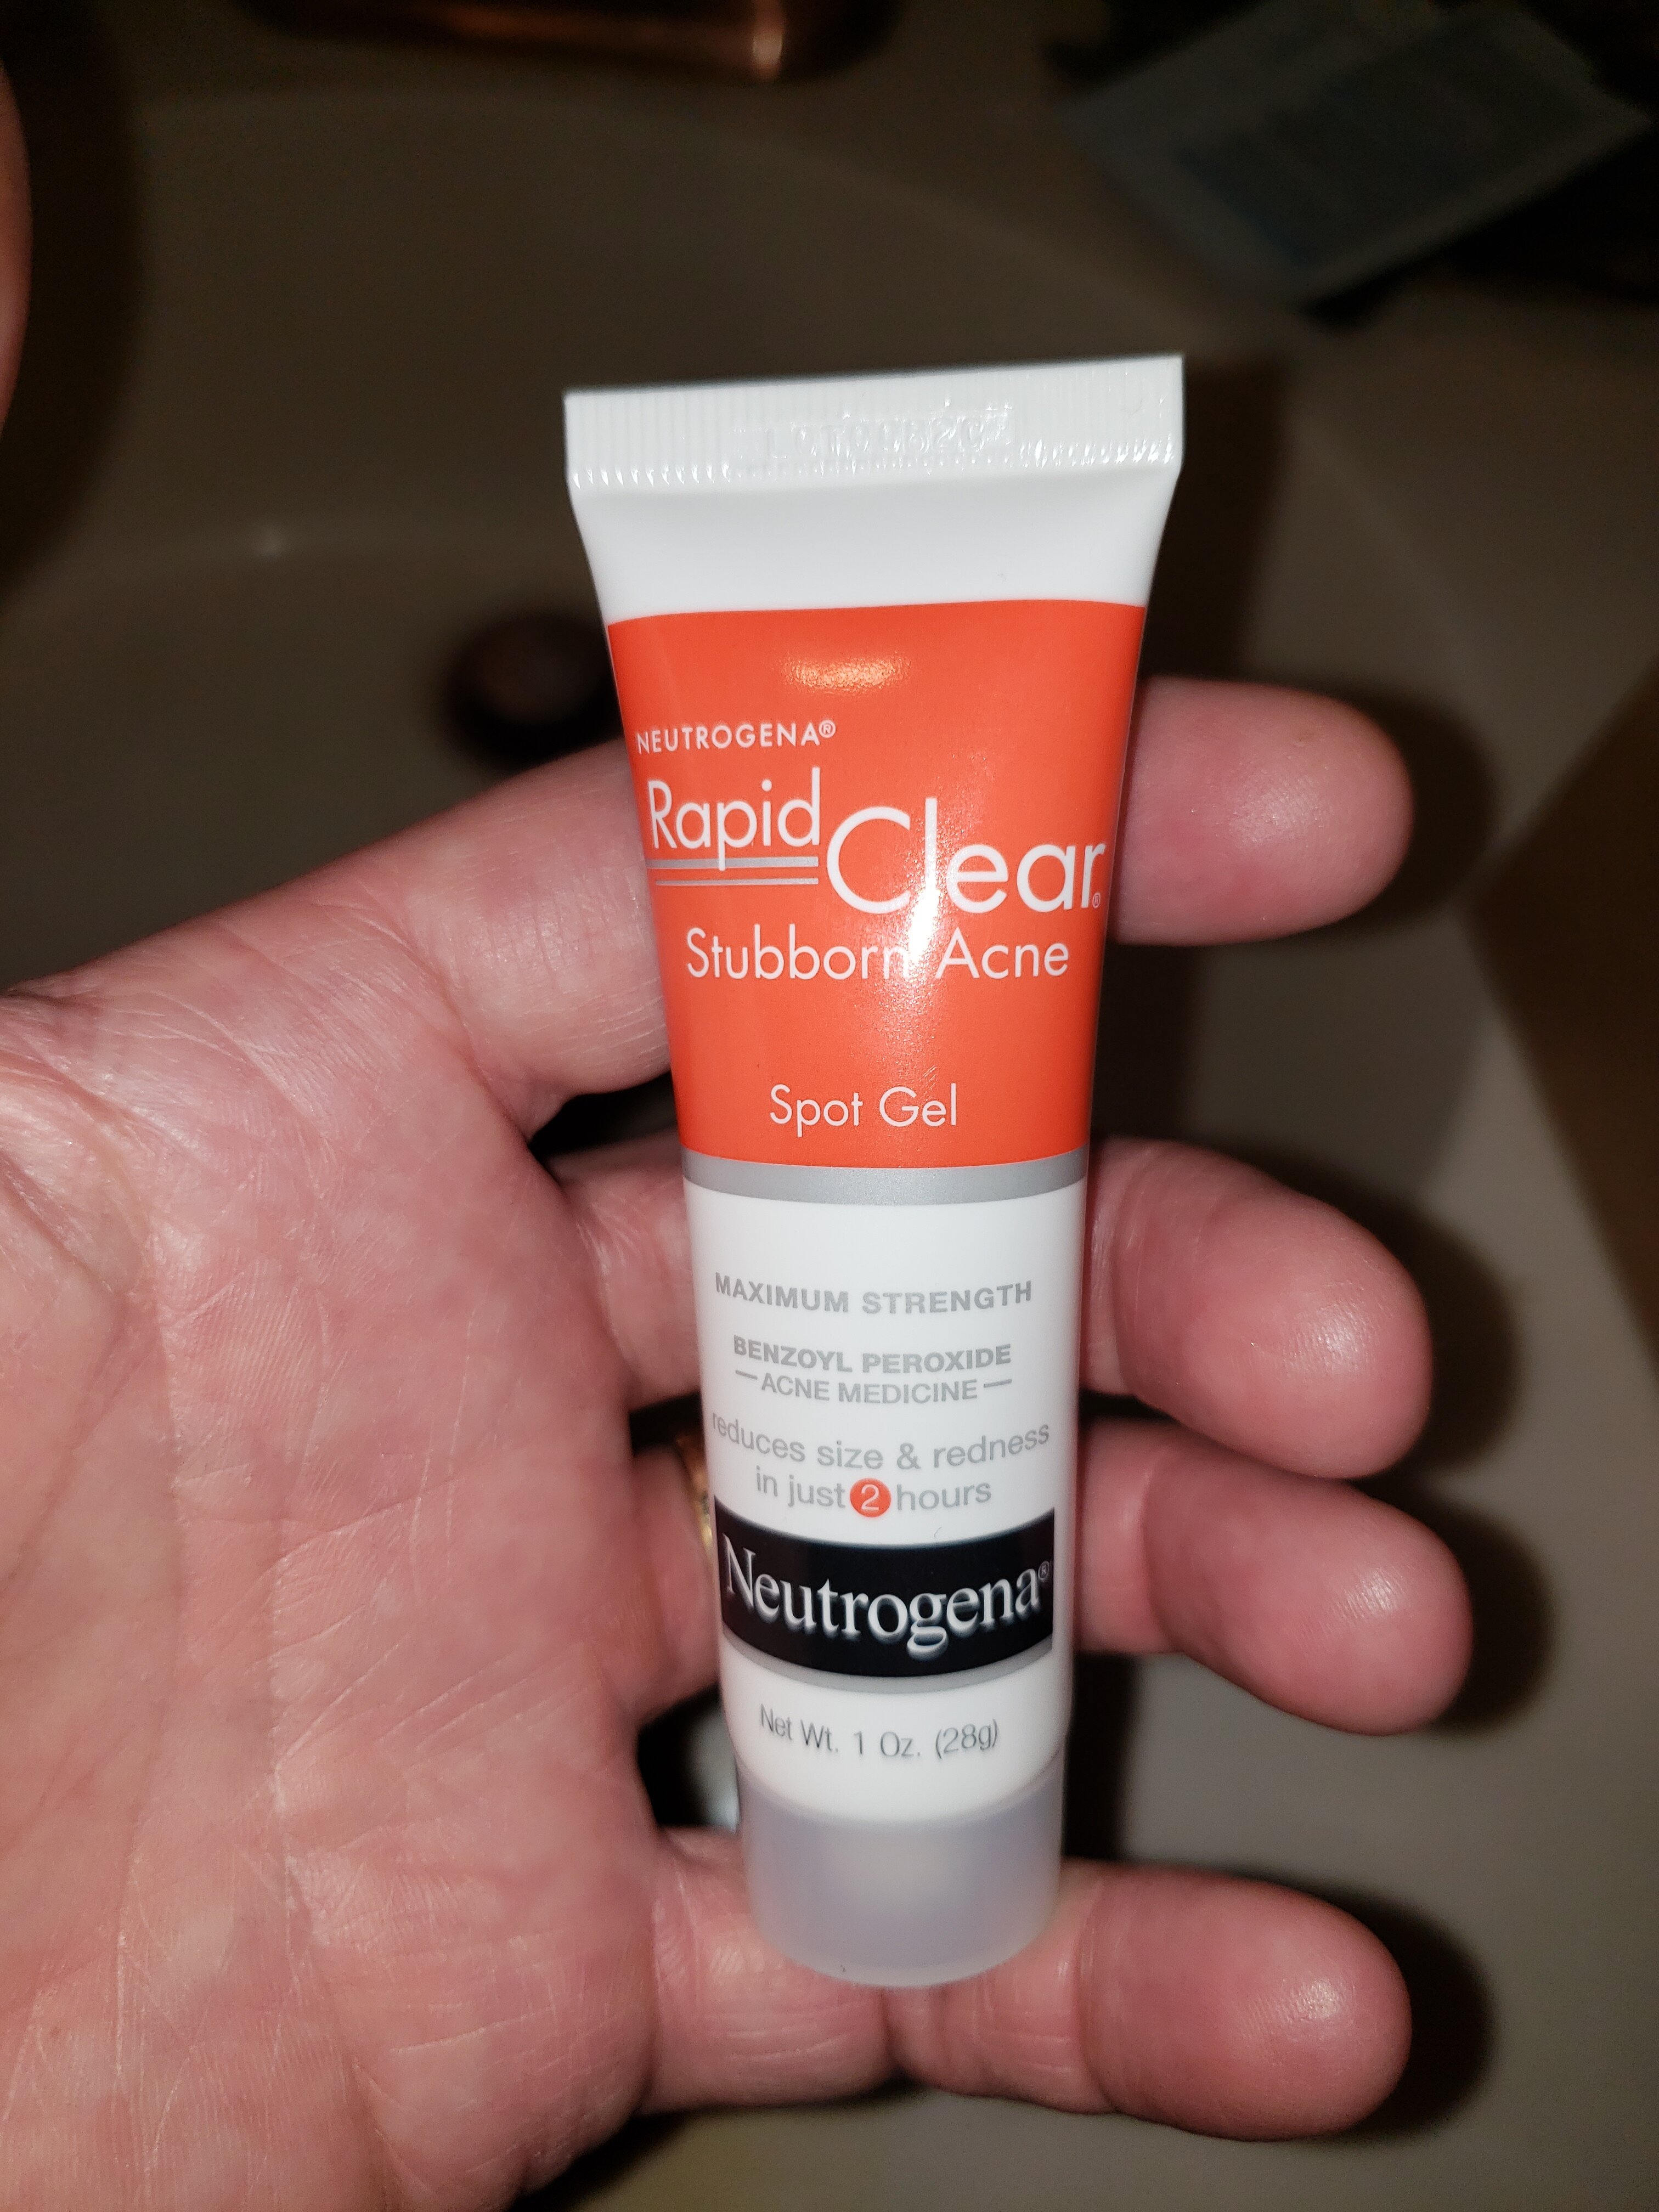 NEUTROGENA®
Rapid Clear®
Stubborn Acne
Spot Gel
MAXIMUM STRENGTH
BENZOYL PEROXIDE
—ACNE MEDICINE—
reduces size & redness
in just 2 hours
Neutrogena®
Net Wt. 1 Oz. (28g)